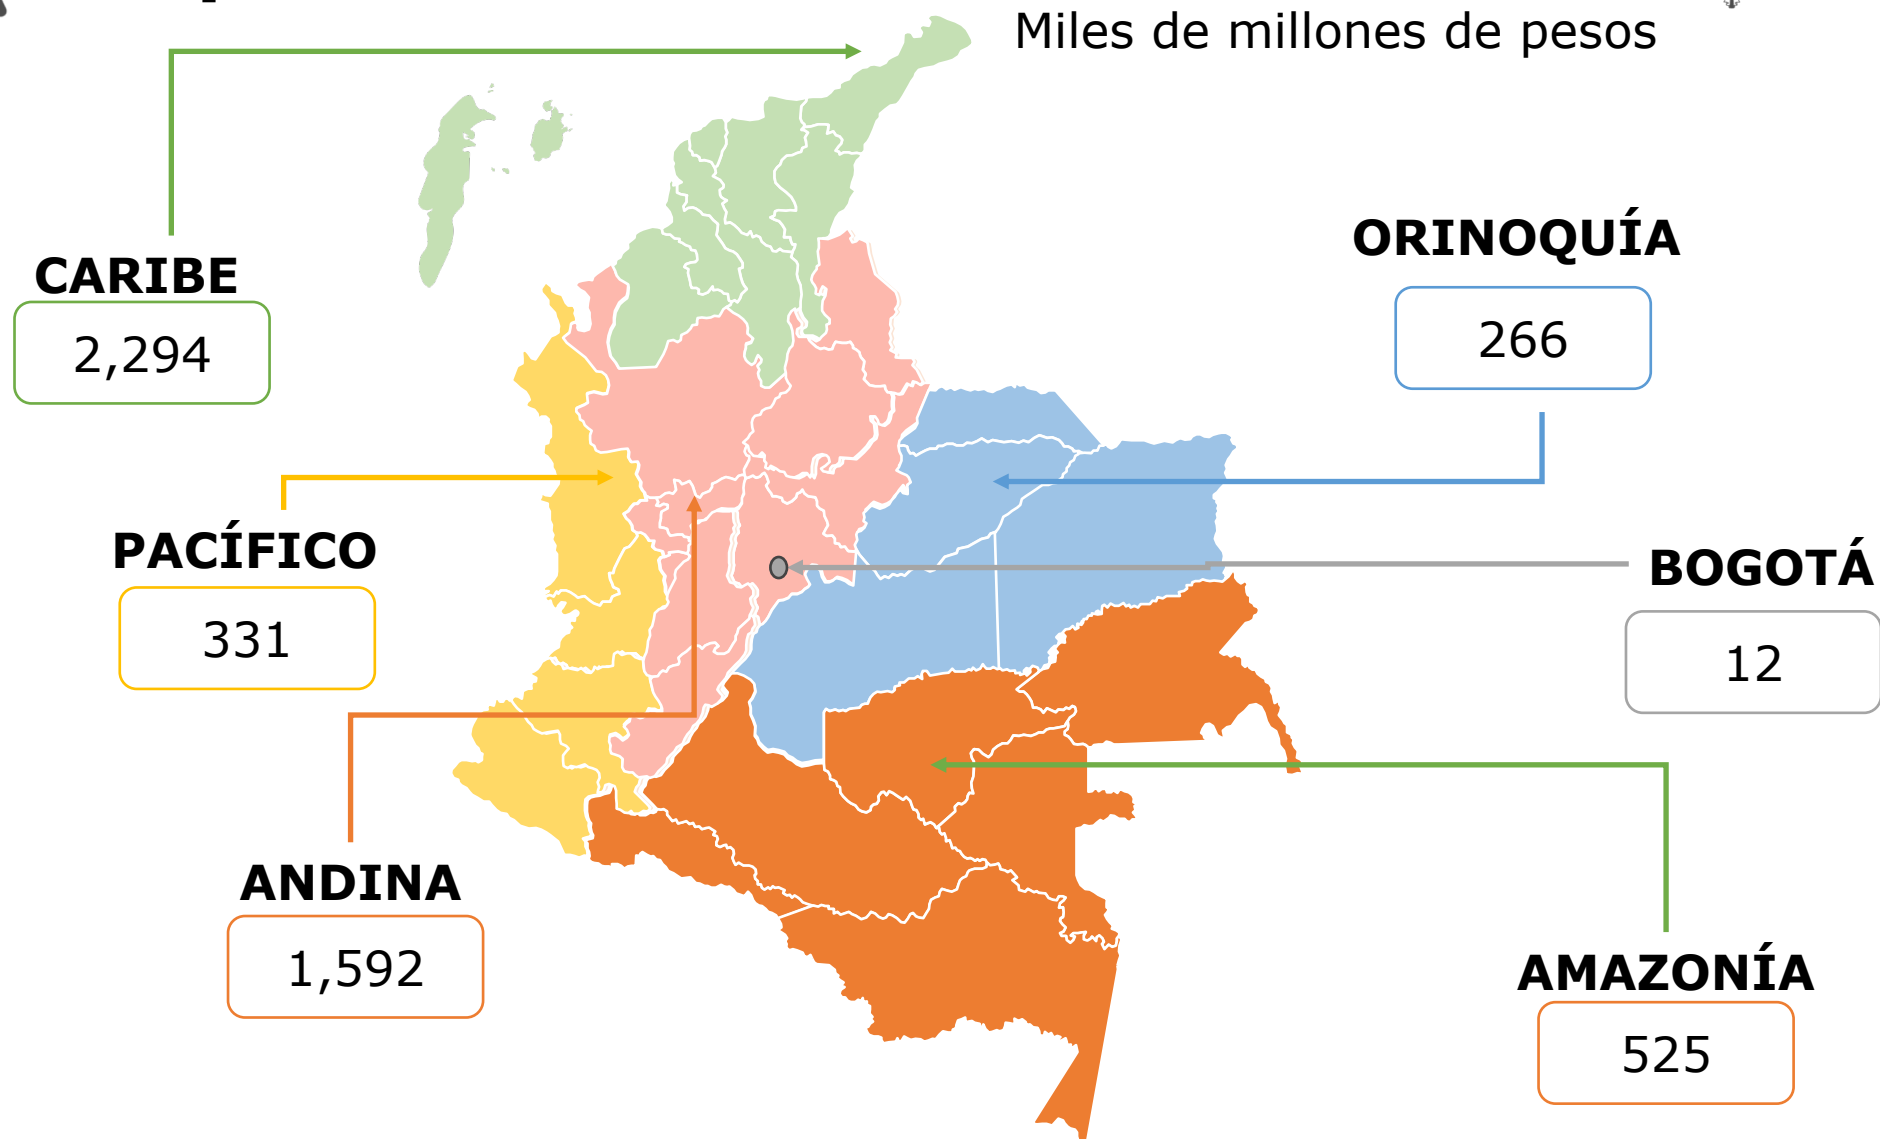 Miles de millones de pesos
CARIBE
2,294
ORINOQUÍA
266
PACÍFICO
331
BOGOTÁ
12
ANDINA
1,592
AMAZONÍA
525